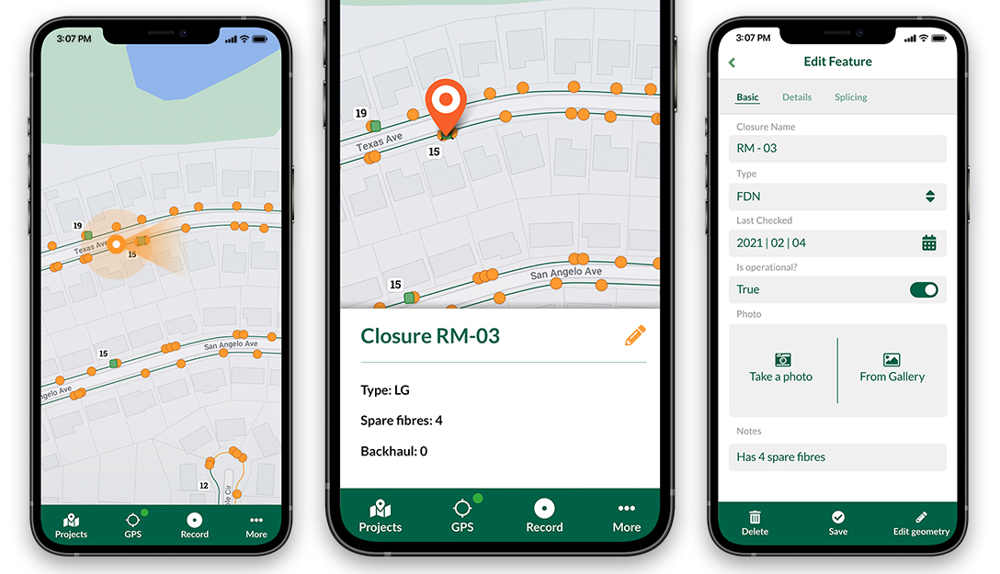 3:07 PM
19
Texas Ave
15
15
San Angelo Ave
ngelo Ave
12
ole Cir
Projects
GPS
Record
More
19
Texas Ave
15
15
San Angelo Ave
Closure RM-03
Type: LG
Spare fibres: 4
Backhaul: 0
Projects
GPS
Record
More
3:07 PM
Edit Feature
Basic
Details
Splicing
Closure Name
RM - 03
Type
FDN
Last Checked
2021 | 02 | 04
Is operational?
True
Photo
Take a photo
From Gallery
Notes
Has 4 spare fibres
Delete
Save
Edit geometry